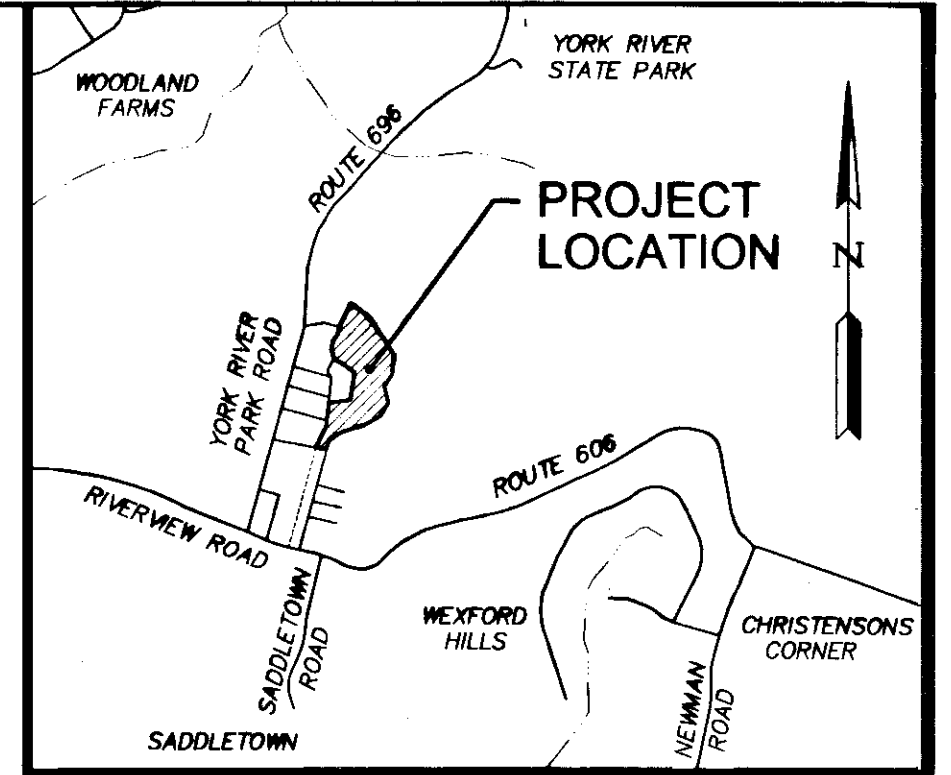 YORK RIVER
STATE PARK
WOODLAND
FARMS
ROUTE 696
PROJECT
LOCATION
N
YORK RIVER
PARK ROAD
ROUTE 606
RIVERVIEW ROAD
SADDLETOWN
ROAD
WEXFORD
HILLS
CHRISTENSONS
CORNER
NEWMAN
ROAD
SADDLETOWN